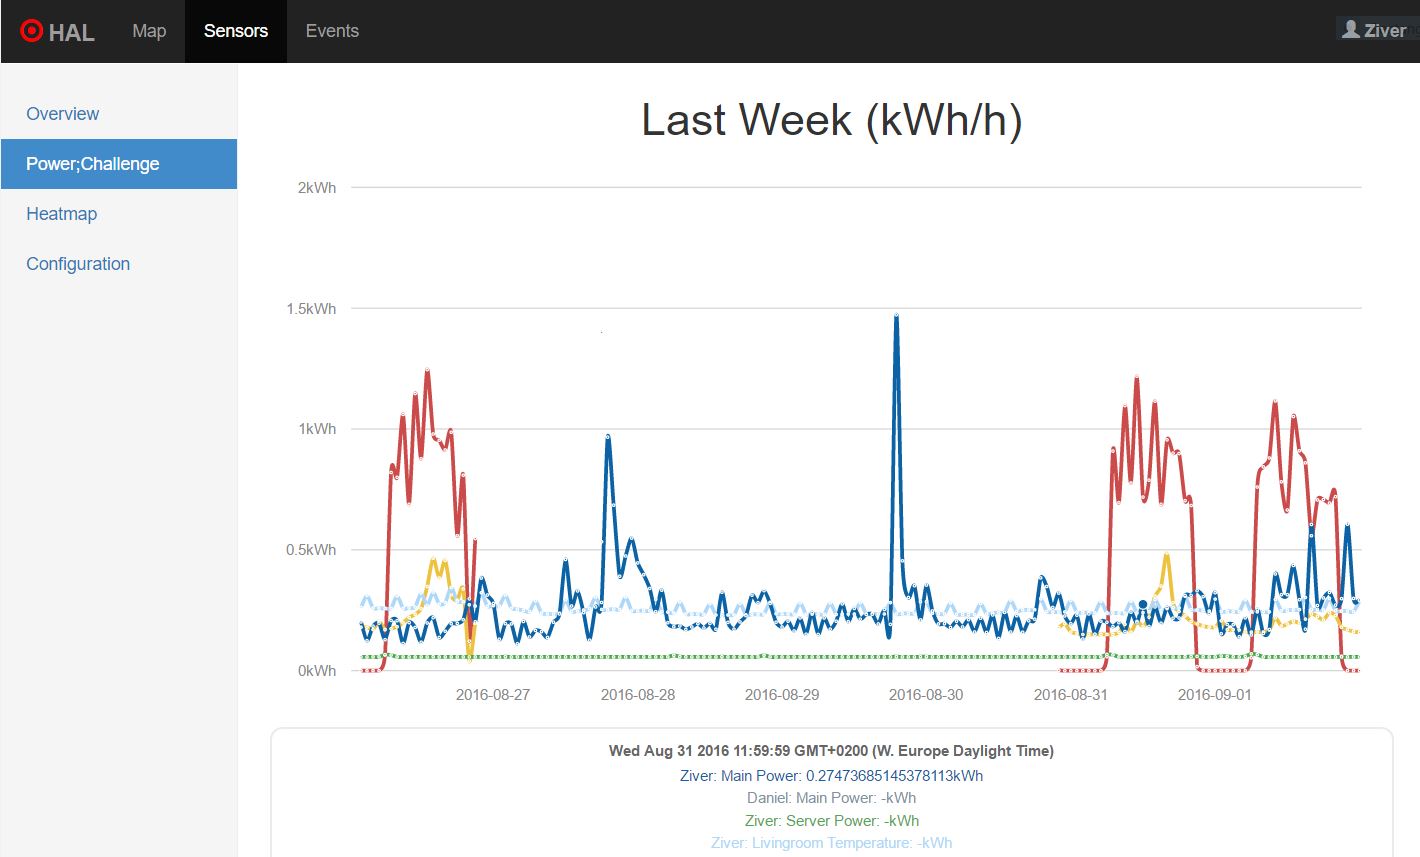 HAL Map Sensors Events Ziver
Overview
Power;Challenge
Heatmap
Configuration
Last Week (kWh/h)
2kWh
1.5kWh
1kWh
0.5kWh
0kWh
2016-08-27 2016-08-28 2016-08-29 2016-08-30 2016-08-31 2016-09-01
Wed Aug 31 2016 11:59:59 GMT+0200 (W. Europe Daylight Time)
Ziver: Main Power: 0.27473685145378113kWh
Daniel: Main Power: -kWh
Ziver: Server Power: -kWh
Ziver: Livingroom Temperature: -kWh